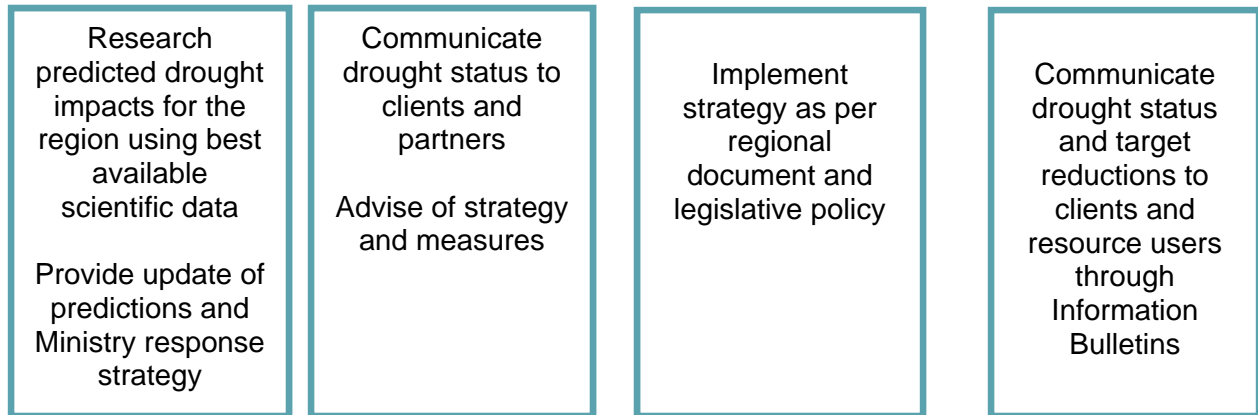 Research
predicted drought
impacts for the
region using best
available
scientific data
Provide update of
predictions and
Ministry response
strategy
Communicate
drought status to
clients and
partners
Advise of strategy
and measures
Implement
strategy as per
regional
document and
legislative policy
Communicate
drought status
and target
reductions to
clients and
resource users
through
Information
Bulletins